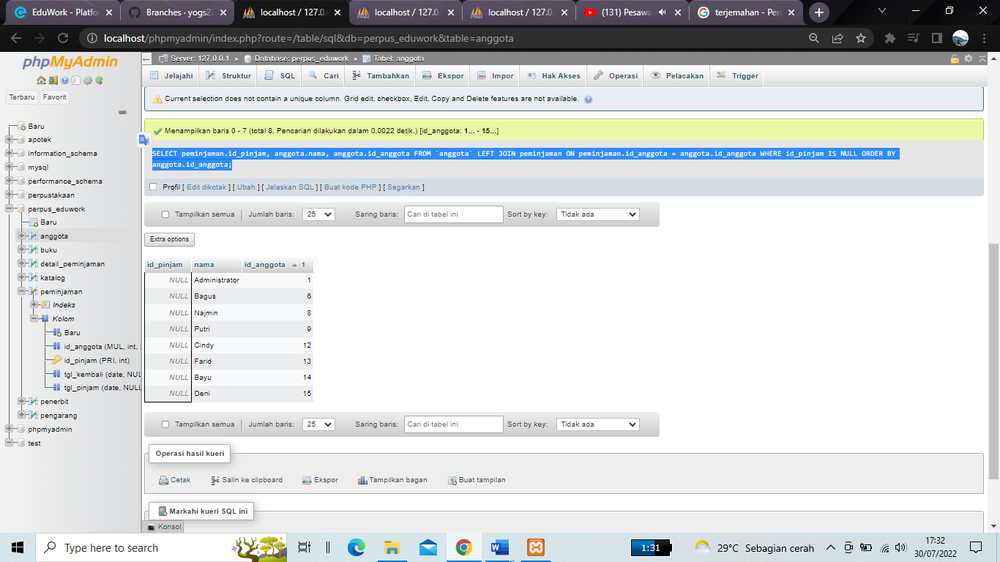 EduWork - Platfo
Branches · yogs22
localhost / 127.0.
localhost / 127.0.
localhost / 127.0.
(131) Pesawa
terjemahan - Pen
localhost/phpmyadmin/index.php?route=/table/sql&db=perpus_eduwork&table=anggota
phpMyAdmin
Terbaru Favorit
Baru
apotek
information_schema
mysql
performance_schema
perpustakaan
perpus_eduwork
Baru
anggota
buku
detail_peminjaman
katalog
peminjaman
Indeks
Kolom
Baru
id_anggota (MUL, int,
id_pinjam (PRI, int)
tgl_kembali (date, NUL
tgl_pinjam (date, NULL
penerbit
pengarang
phpmyadmin
test
Server: 127.0.0.1 » Database: perpus_eduwork » Tabel: anggota
Jelajahi Struktur SQL Cari Tambahkan Ekspor Impor Hak Akses Operasi Pelacakan Trigger
Current selection does not contain a unique column. Grid edit, checkbox, Edit, Copy and Delete features are not available.
Menampilkan baris 0 - 7 (total 8, Pencarian dilakukan dalam 0,0022 detik.) [id_anggota: 1... - 15...]
SELECT peminjaman.id_pinjam, anggota.nama, anggota.id_anggota FROM `anggota` LEFT JOIN peminjaman ON peminjaman.id_anggota = anggota.id_anggota WHERE id_pinjam IS NULL ORDER BY
anggota.id_anggota;
Profil [ Edit dikotak ] [ Ubah ] [ Jelaskan SQL ] [ Buat kode PHP ] [ Segarkan ]
Tampilkan semua | Jumlah baris: 25 Saring baris: Cari di tabel ini Sort by key: Tidak ada
Extra options
id_pinjam nama id_anggota 1
NULL Administrator 1
NULL Bagus 6
NULL Najmin 8
NULL Putri 9
NULL Cindy 12
NULL Farid 13
NULL Bayu 14
NULL Deni 15
Tampilkan semua | Jumlah baris: 25 Saring baris: Cari di tabel ini Sort by key: Tidak ada
Operasi hasil kueri
Cetak Salin ke clipboard Ekspor Tampilkan bagan Buat tampilan
Markahi kueri SQL ini
Konsol
Type here to search
1:31
29°C Sebagian cerah
17:32
30/07/2022